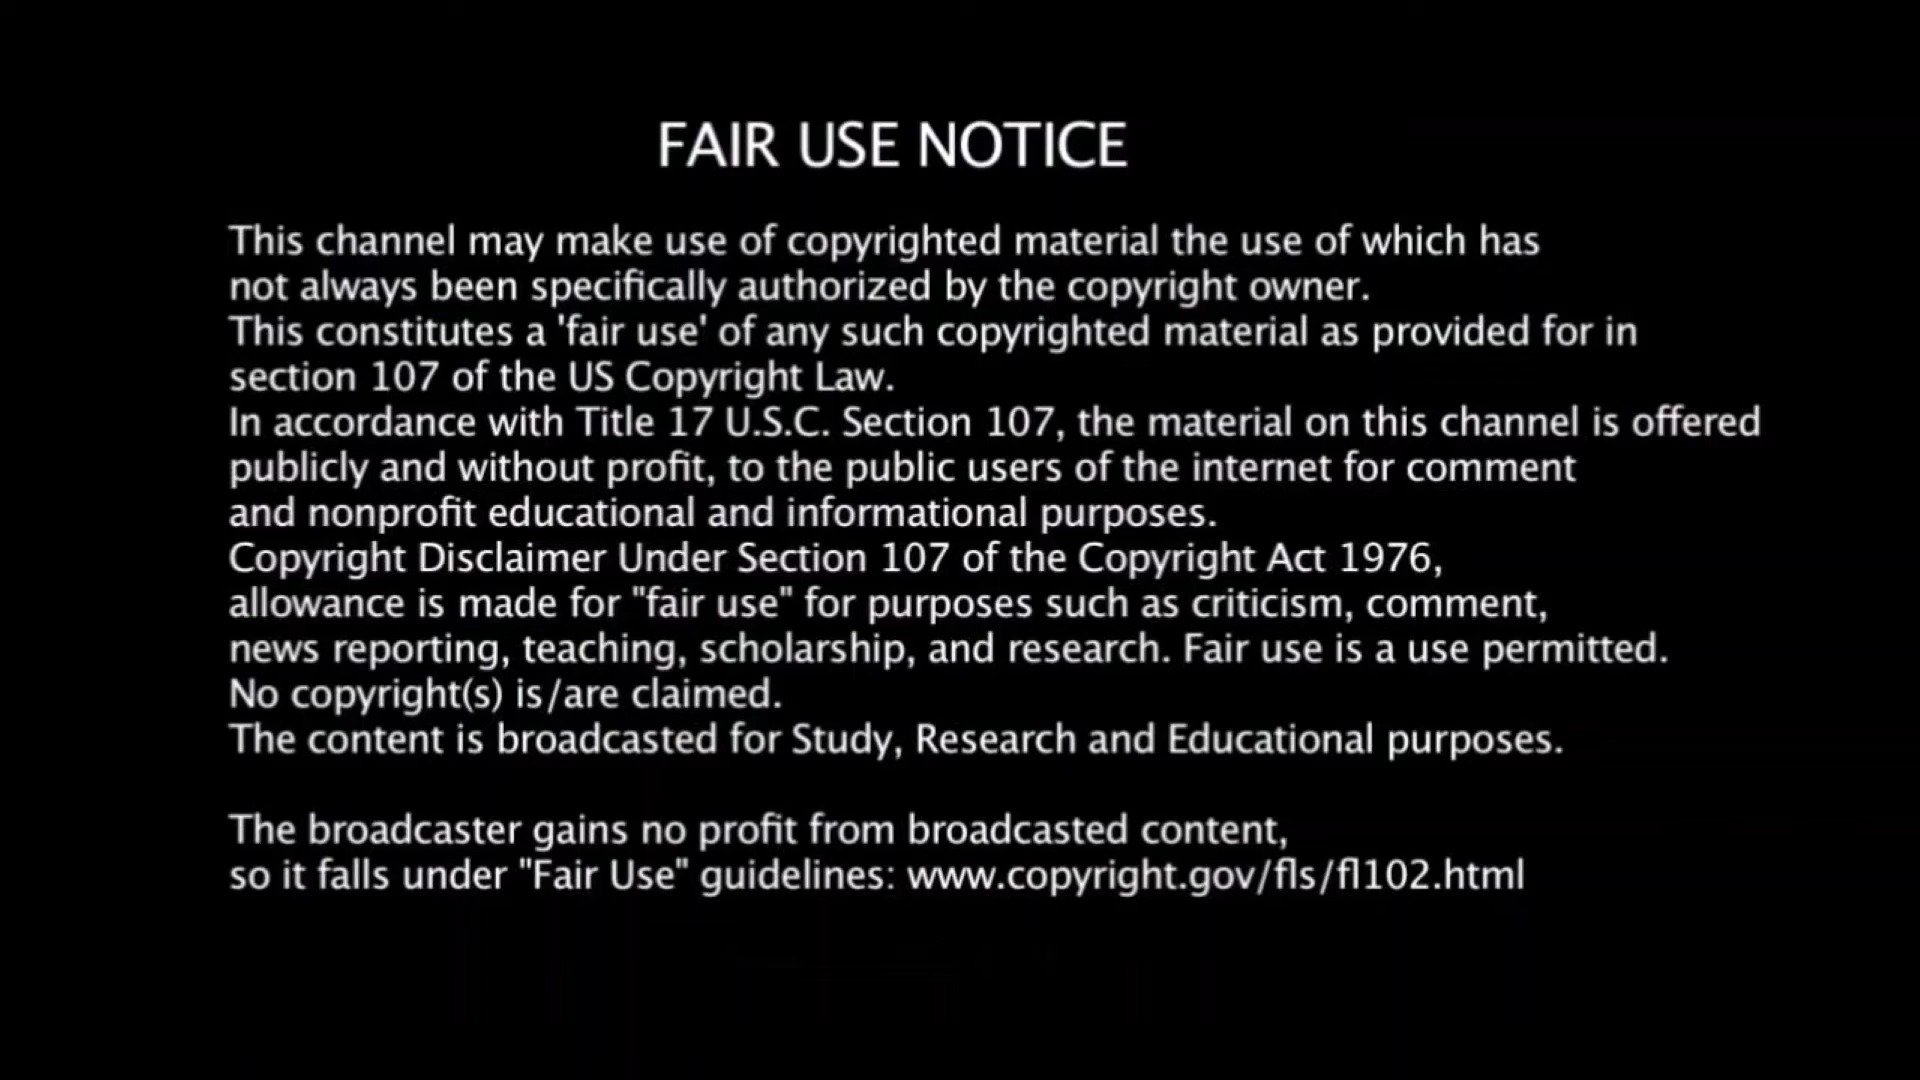 FAIR USE NOTICE
This channel may make use of copyrighted material the use of which has
not always been specifically authorized by the copyright owner.
This constitutes a 'fair use' of any such copyrighted material as provided for in
section 107 of the US Copyright Law.
In accordance with Title 17 U.S.C. Section 107, the material on this channel is offered
publicly and without profit, to the public users of the internet for comment
and nonprofit educational and informational purposes.
Copyright Disclaimer Under Section 107 of the Copyright Act 1976,
allowance is made for "fair use" for purposes such as criticism, comment,
news reporting, teaching, scholarship, and research. Fair use is a use permitted.
No copyright(s) is/are claimed.
The content is broadcasted for Study, Research and Educational purposes.
The broadcaster gains no profit from broadcasted content,
so it falls under "Fair Use" guidelines: www.copyright.gov/fls/fl102.html